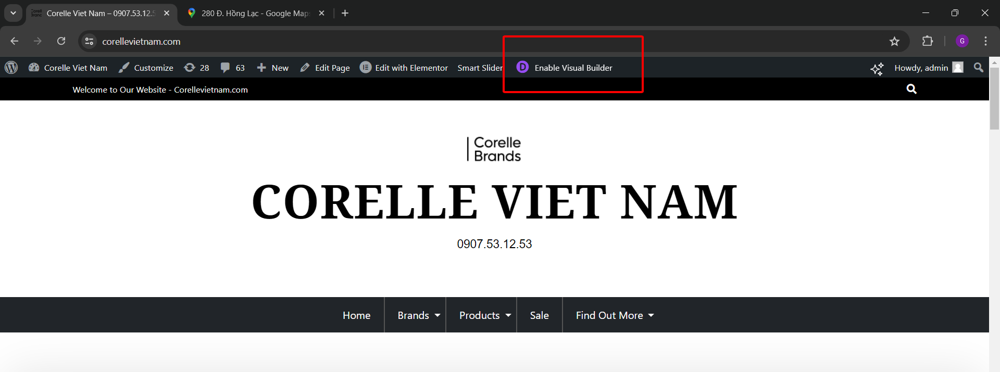 Corelle Viet Nam – 0907.53.12.5
280 Đ. Hồng Lạc - Google Maps
corellevietnam.com
G
Corelle Viet Nam Customize 28 63 New Edit Page Edit with Elementor Smart Slider D Enable Visual Builder Howdy, admin
Welcome to Our Website - Corellevietnam.com
Corelle
Brands
CORELLE VIET NAM
0907.53.12.53
Home Brands Products Sale Find Out More